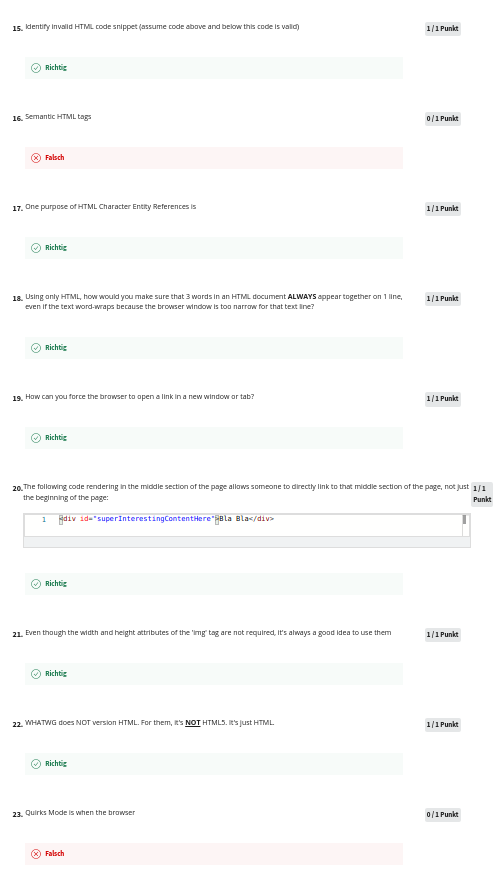 15. Identify invalid HTML code snippet (assume code above and below this code is valid) 1 / 1 Punkt
Richtig
16. Semantic HTML tags 0 / 1 Punkt
Falsch
17. One purpose of HTML Character Entity References is 1 / 1 Punkt
Richtig
18. Using only HTML, how would you make sure that 3 words in an HTML document ALWAYS appear together on 1 line, 1 / 1 Punkt
even if the text word-wraps because the browser window is too narrow for that text line?
Richtig
19. How can you force the browser to open a link in a new window or tab? 1 / 1 Punkt
Richtig
20. The following code rendering in the middle section of the page allows someone to directly link to that middle section of the page, not just 1 / 1
the beginning of the page: Punkt
1 <div id="superInterestingContentHere">Bla Bla</div>
Richtig
21. Even though the width and height attributes of the 'img' tag are not required, it's always a good idea to use them 1 / 1 Punkt
Richtig
22. WHATWG does NOT version HTML. For them, it's NOT HTML5. It's just HTML. 1 / 1 Punkt
Richtig
23. Quirks Mode is when the browser 0 / 1 Punkt
Falsch